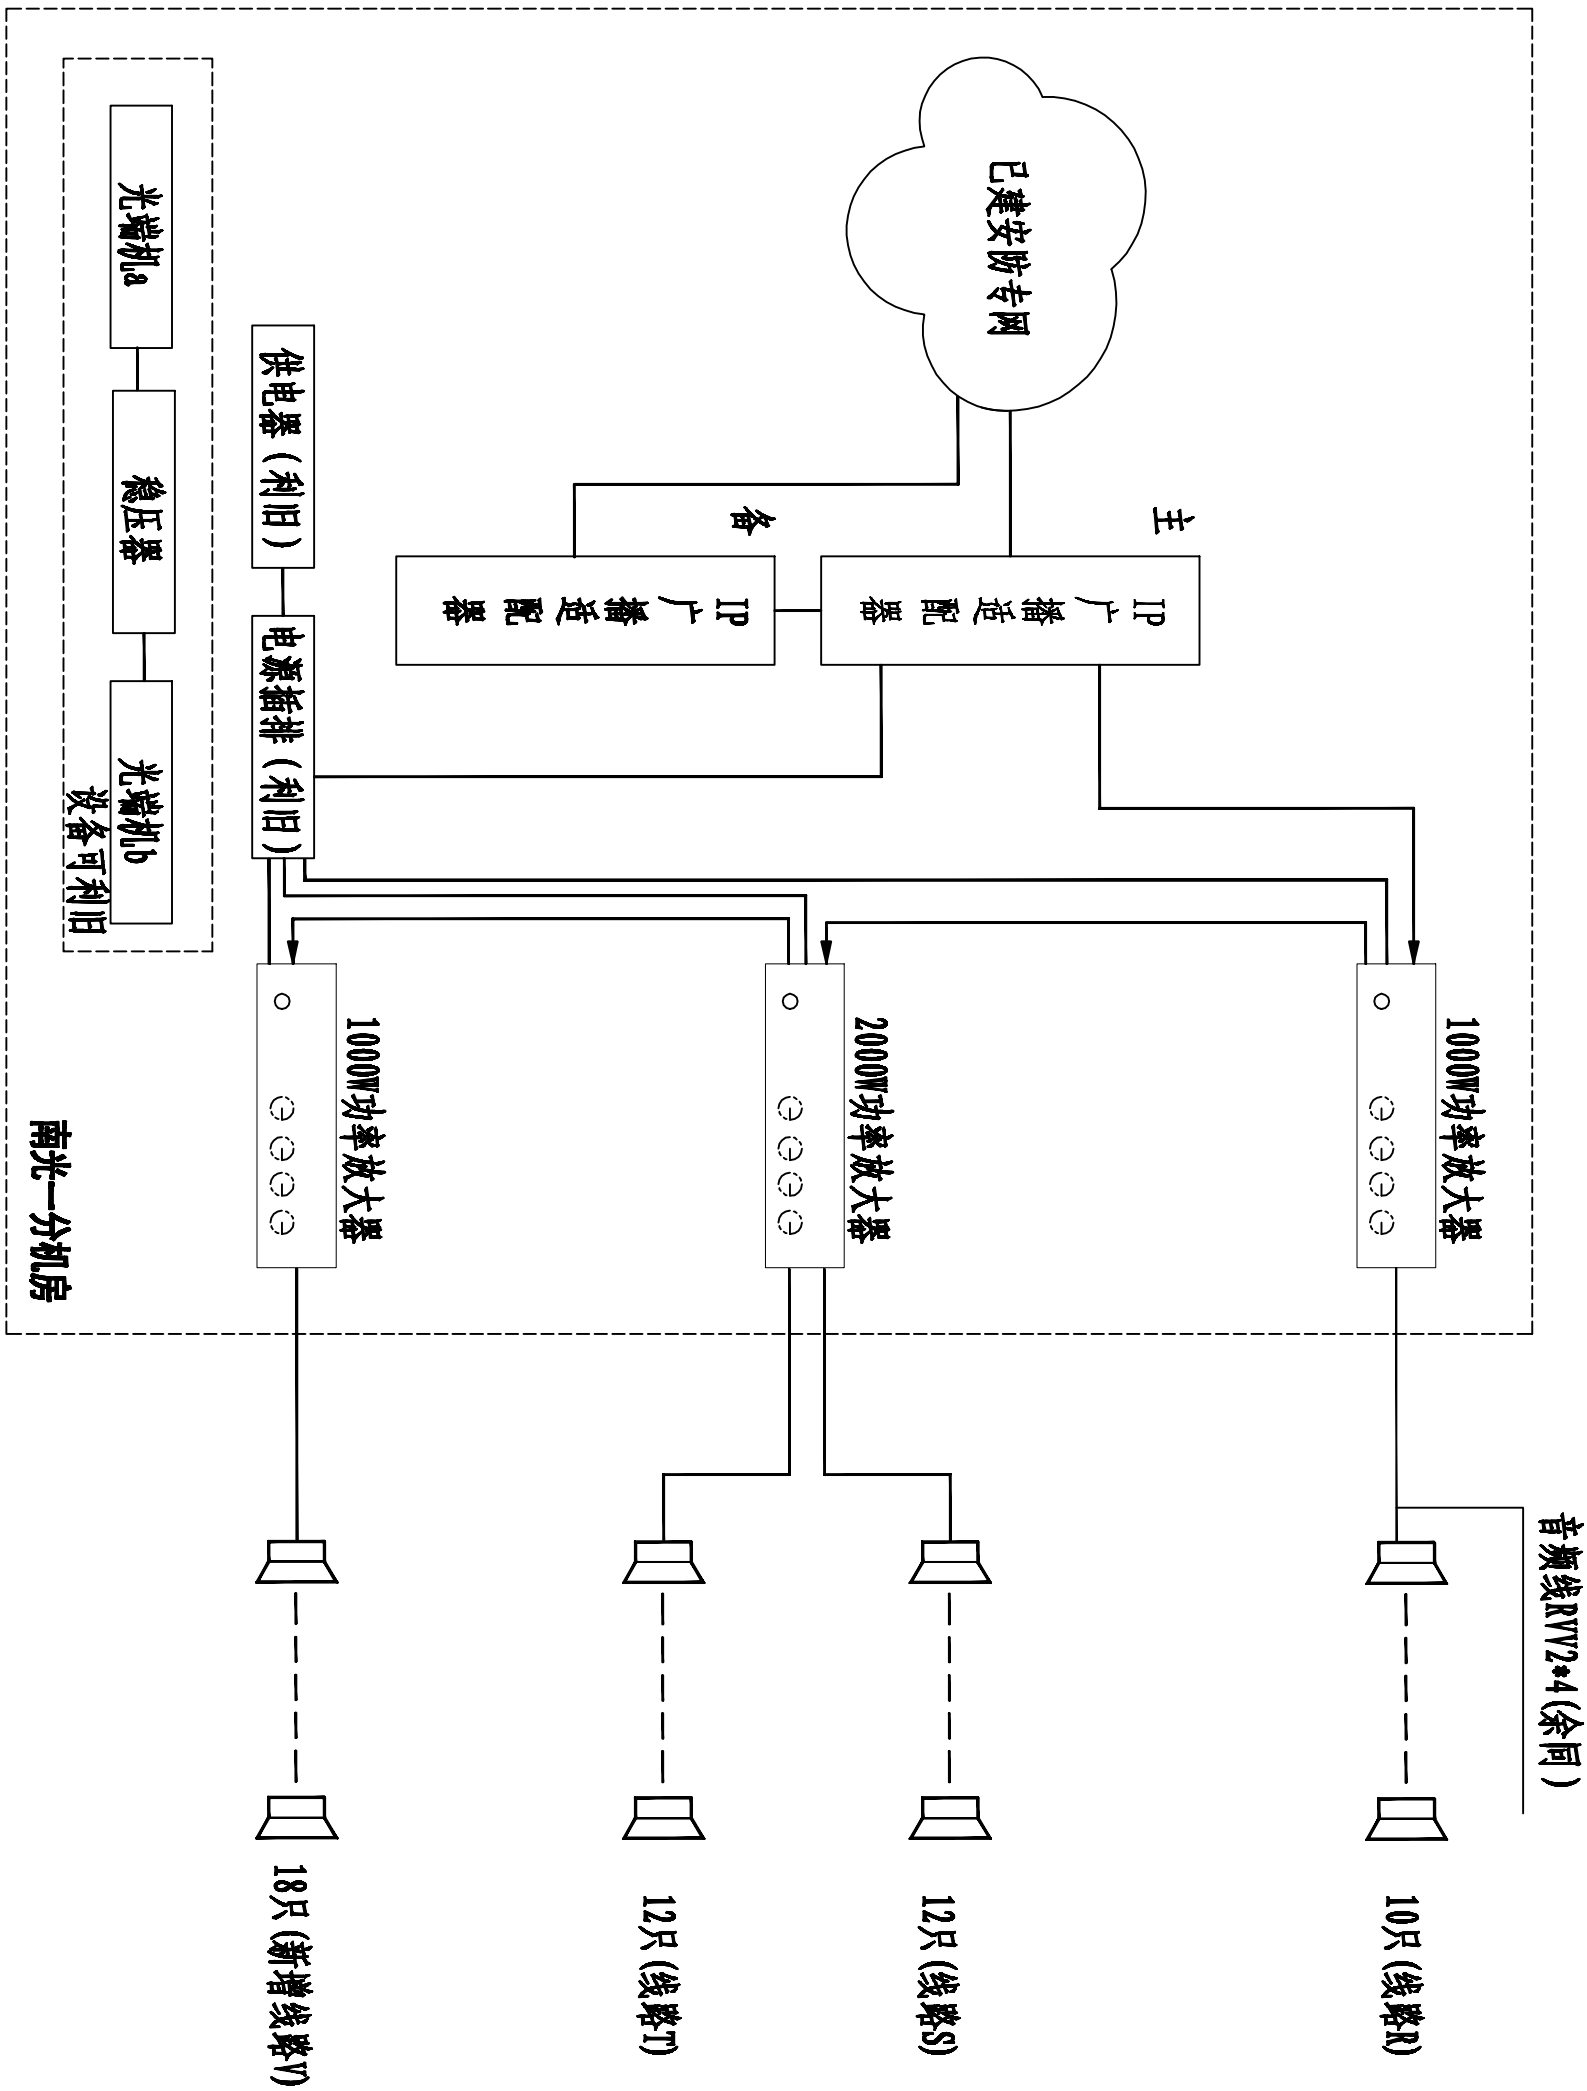 音频线RVV2*4(余同)
1000W功率放大器
10只(线路R)
主
IP广播适配器
已建安防专网
2000W功率放大器
12只(线路S)
备
IP广播适配器
12只(线路T)
1000W功率放大器
18只(新增线路V)
供电器(利旧)
电源插排(利旧)
光端机a
稳压器
光端机b
设备可利旧
南光一分机房